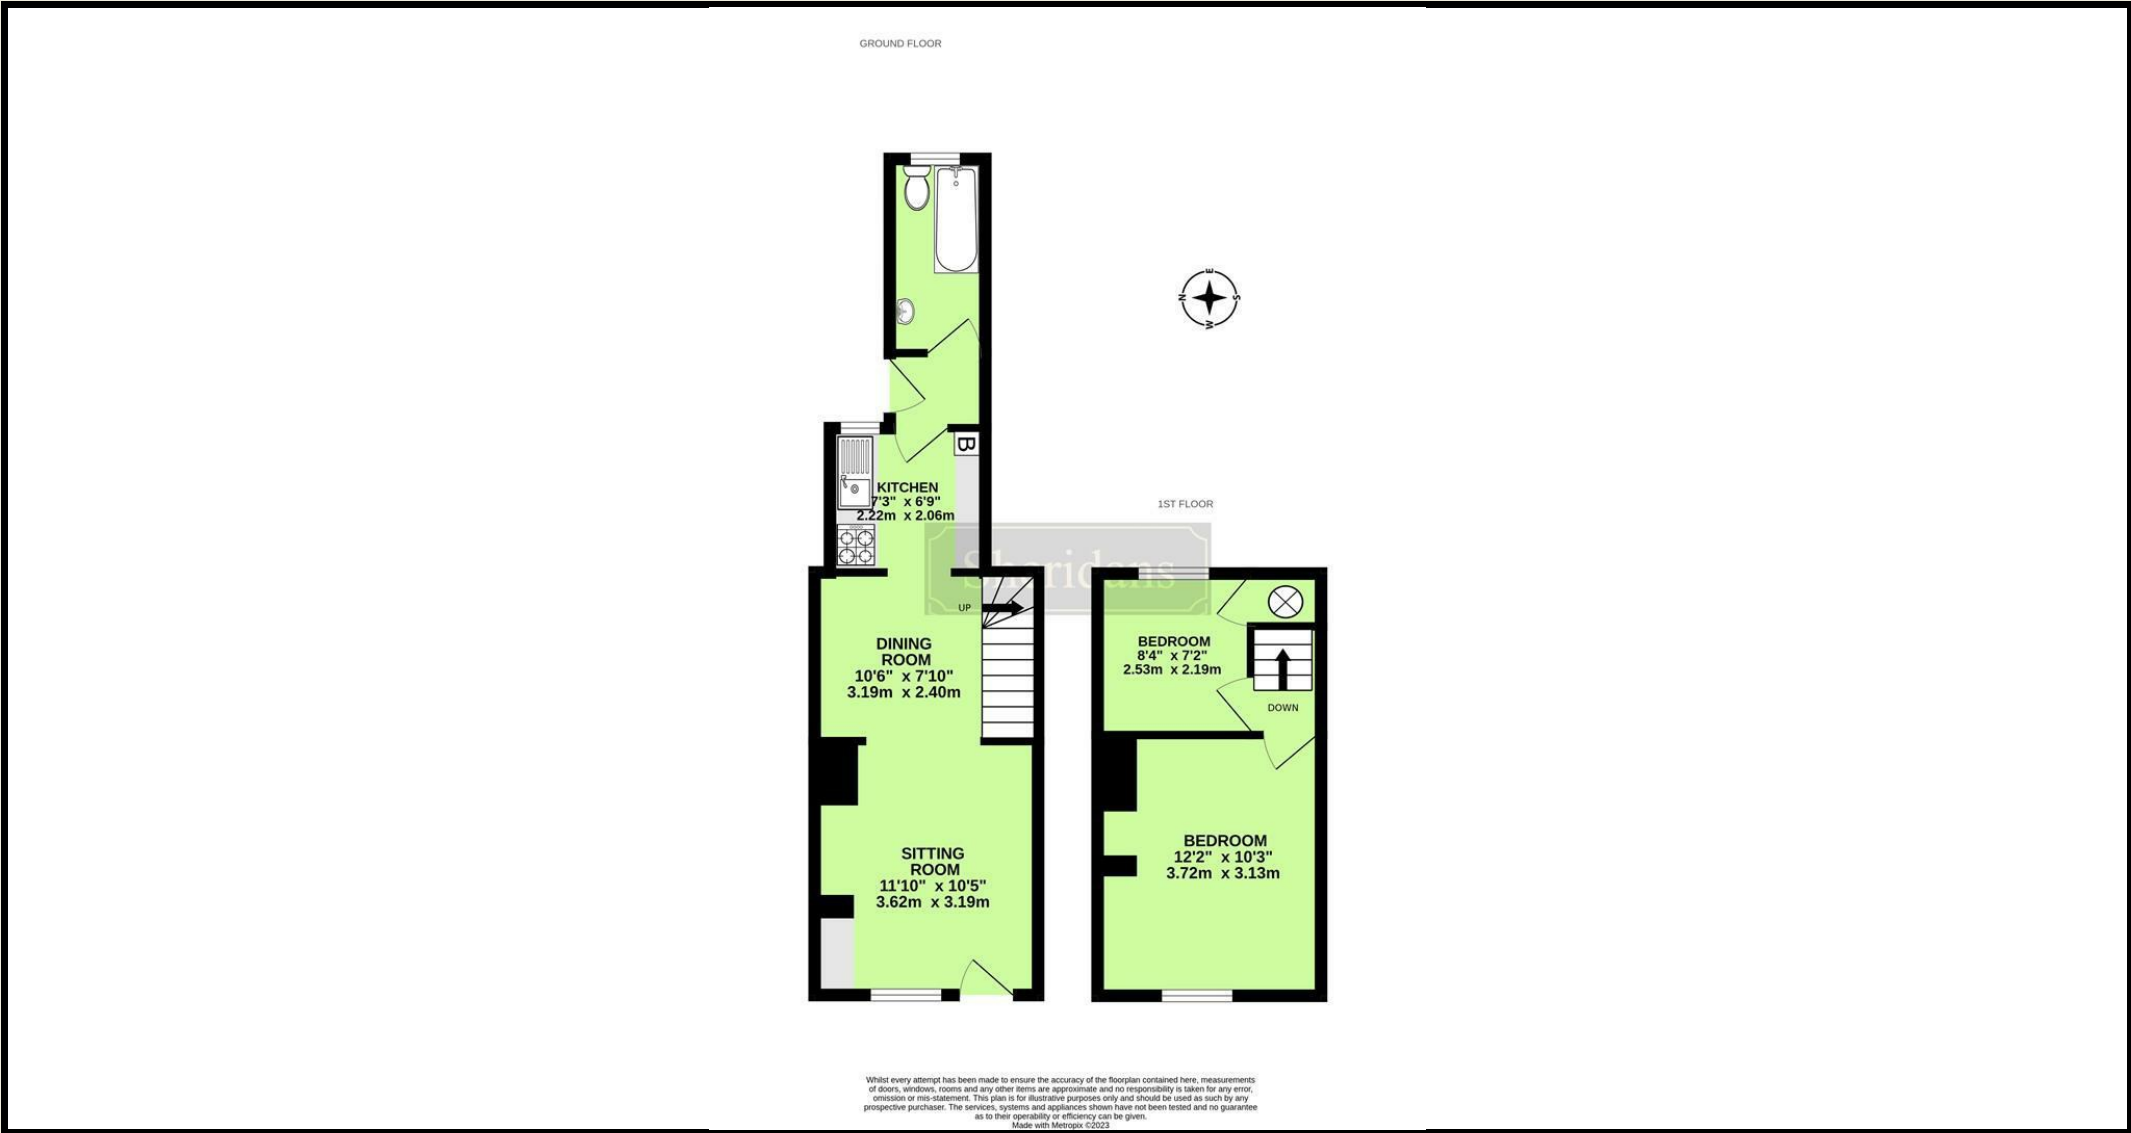 GROUND FLOOR
E
N
S
W
B
KITCHEN
7'3" x 6'9"
2.22m x 2.06m
1ST FLOOR
Sheridans
UP
DINING
ROOM
10'6" x 7'10"
3.19m x 2.40m
BEDROOM
8'4" x 7'2"
2.53m x 2.19m
DOWN
SITTING
ROOM
11'10" x 10'5"
3.62m x 3.19m
BEDROOM
12'2" x 10'3"
3.72m x 3.13m
Whilst every attempt has been made to ensure the accuracy of the floorplan contained here, measurements
of doors, windows, rooms and any other items are approximate and no responsibility is taken for any error,
omission or mis-statement. This plan is for illustrative purposes only and should be used as such by any
prospective purchaser. The services, systems and appliances shown have not been tested and no guarantee
as to their operability or efficiency can be given.
Made with Metropix ©2023